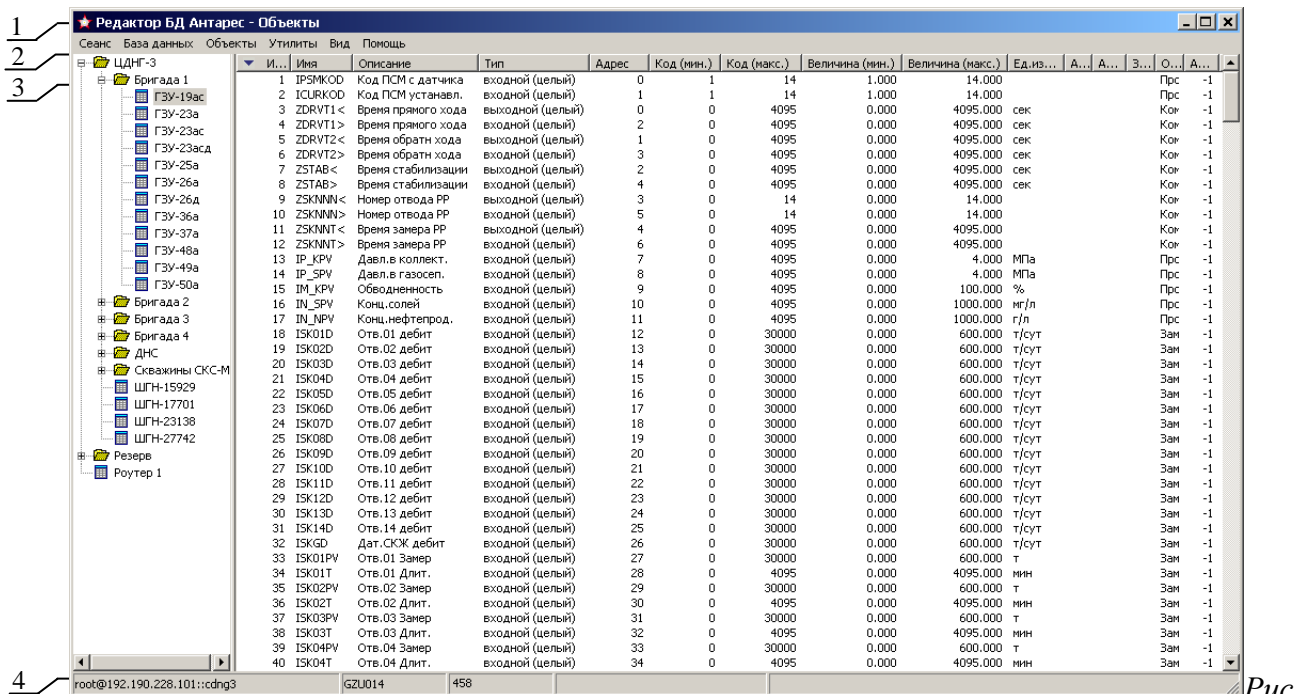 1
Редактор БД Антарес - Объекты
Сеанс База данных Объекты Утилиты Вид Помощь
2
3
ЦДНГ-3
Бригада 1
ГЗУ-19ас
ГЗУ-23а
ГЗУ-23ас
ГЗУ-23асд
ГЗУ-25а
ГЗУ-26а
ГЗУ-26д
ГЗУ-36а
ГЗУ-37а
ГЗУ-48а
ГЗУ-49а
ГЗУ-50а
Бригада 2
Бригада 3
Бригада 4
ДНС
Скважины СКС-М
ШГН-15929
ШГН-17701
ШГН-23138
ШГН-27742
Резерв
Роутер 1
И... Имя Описание Тип Адрес Код (мин.) Код (макс.) Величина (мин.) Величина (макс.) Ед.из... А... А... З... О... А...
1 IPSMKOD Код ПСМ с датчика входной (целый) 0 1 14 1.000 14.000 Прс -1
2 ICURKOD Код ПСМ устанавл. входной (целый) 1 1 14 1.000 14.000 Прс -1
3 ZDRVT1< Время прямого хода выходной (целый) 0 0 4095 0.000 4095.000 сек Ком -1
4 ZDRVT1> Время прямого хода входной (целый) 2 0 4095 0.000 4095.000 сек Ком -1
5 ZDRVT2< Время обратн хода выходной (целый) 1 0 4095 0.000 4095.000 сек Ком -1
6 ZDRVT2> Время обратн хода входной (целый) 3 0 4095 0.000 4095.000 сек Ком -1
7 ZSTAB< Время стабилизации выходной (целый) 2 0 4095 0.000 4095.000 сек Ком -1
8 ZSTAB> Время стабилизации входной (целый) 4 0 4095 0.000 4095.000 сек Ком -1
9 ZSKNNN< Номер отвода РР выходной (целый) 3 0 14 0.000 14.000 Ком -1
10 ZSKNNN> Номер отвода РР входной (целый) 5 0 14 0.000 14.000 Ком -1
11 ZSKNNT< Время замера РР выходной (целый) 4 0 4095 0.000 4095.000 Ком -1
12 ZSKNNT> Время замера РР входной (целый) 6 0 4095 0.000 4095.000 Ком -1
13 IP_KPV Давл.в коллект. входной (целый) 7 0 4095 0.000 4.000 МПа Прс -1
14 IP_SPV Давл.в газосеп. входной (целый) 8 0 4095 0.000 4.000 МПа Прс -1
15 IM_KPV Обводненность входной (целый) 9 0 4095 0.000 100.000 % Прс -1
16 IN_SPV Конц.солей входной (целый) 10 0 4095 0.000 1000.000 мг/л Прс -1
17 IN_NPV Конц.нефтепрод. входной (целый) 11 0 4095 0.000 1000.000 г/л Прс -1
18 ISK01D Отв.01 дебит входной (целый) 12 0 30000 0.000 600.000 т/сут Зам -1
19 ISK02D Отв.02 дебит входной (целый) 13 0 30000 0.000 600.000 т/сут Зам -1
20 ISK03D Отв.03 дебит входной (целый) 14 0 30000 0.000 600.000 т/сут Зам -1
21 ISK04D Отв.04 дебит входной (целый) 15 0 30000 0.000 600.000 т/сут Зам -1
22 ISK05D Отв.05 дебит входной (целый) 16 0 30000 0.000 600.000 т/сут Зам -1
23 ISK06D Отв.06 дебит входной (целый) 17 0 30000 0.000 600.000 т/сут Зам -1
24 ISK07D Отв.07 дебит входной (целый) 18 0 30000 0.000 600.000 т/сут Зам -1
25 ISK08D Отв.08 дебит входной (целый) 19 0 30000 0.000 600.000 т/сут Зам -1
26 ISK09D Отв.09 дебит входной (целый) 20 0 30000 0.000 600.000 т/сут Зам -1
27 ISK10D Отв.10 дебит входной (целый) 21 0 30000 0.000 600.000 т/сут Зам -1
28 ISK11D Отв.11 дебит входной (целый) 22 0 30000 0.000 600.000 т/сут Зам -1
29 ISK12D Отв.12 дебит входной (целый) 23 0 30000 0.000 600.000 т/сут Зам -1
30 ISK13D Отв.13 дебит входной (целый) 24 0 30000 0.000 600.000 т/сут Зам -1
31 ISK14D Отв.14 дебит входной (целый) 25 0 30000 0.000 600.000 т/сут Зам -1
32 ISKGD Дат.СКЖ дебит входной (целый) 26 0 30000 0.000 600.000 т/сут Зам -1
33 ISK01PV Отв.01 Замер входной (целый) 27 0 30000 0.000 600.000 т Зам -1
34 ISK01T Отв.01 Длит. входной (целый) 28 0 4095 0.000 4095.000 мин Зам -1
35 ISK02PV Отв.02 Замер входной (целый) 29 0 30000 0.000 600.000 т Зам -1
36 ISK02T Отв.02 Длит. входной (целый) 30 0 4095 0.000 4095.000 мин Зам -1
37 ISK03PV Отв.03 Замер входной (целый) 31 0 30000 0.000 600.000 т Зам -1
38 ISK03T Отв.03 Длит. входной (целый) 32 0 4095 0.000 4095.000 мин Зам -1
39 ISK04PV Отв.04 Замер входной (целый) 33 0 30000 0.000 600.000 т Зам -1
40 ISK04T Отв.04 Длит. входной (целый) 34 0 4095 0.000 4095.000 мин Зам -1
4
root@192.190.228.101::cdng3 GZU014 458
Рис